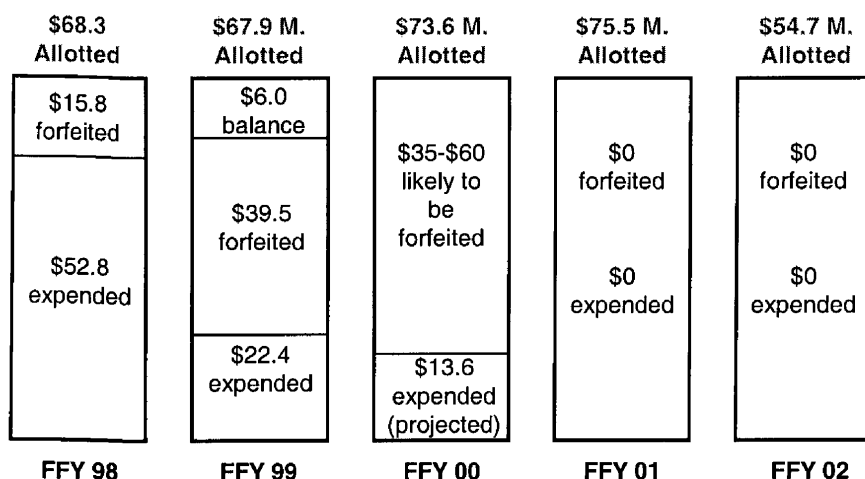 $68.3
Allotted
$67.9 M.
Allotted
$73.6 M.
Allotted
$75.5 M.
Allotted
$54.7 M.
Allotted
$15.8
forfeited
$52.8
expended
$6.0
balance
$39.5
forfeited
$22.4
expended
$35-$60
likely to
be
forfeited
$13.6
expended
(projected)
$0
forfeited
$0
expended
$0
forfeited
$0
expended
FFY 98
FFY 99
FFY 00
FFY 01
FFY 02